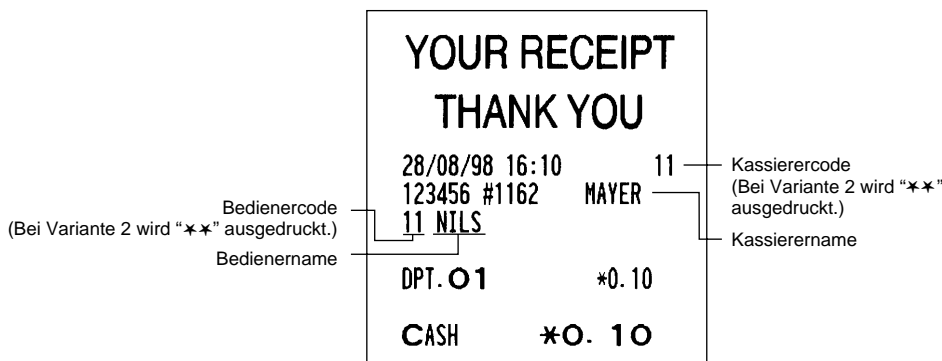 YOUR RECEIPT
THANK YOU
28/08/98 16:10 11
123456 #1162 MAYER
11 NILS
DPT. 01 *0.10
CASH *0.10
Bedienercode
(Bei Variante 2 wird “✶✶” ausgedruckt.)
Bedienername
Kassierercode
(Bei Variante 2 wird “✶✶”
ausgedruckt.)
Kassierername